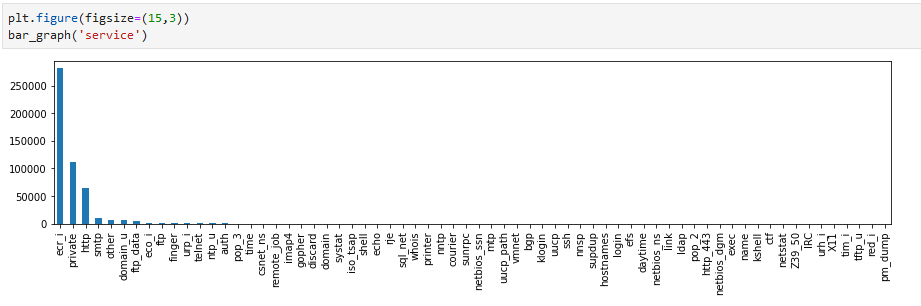 plt.figure(figsize=(15,3))
bar_graph('service')
250000
200000
150000
100000
50000
0
ecr_i
private
http
smtp
other
domain_u
ftp_data
eco_i
ftp
finger
urp_i
telnet
ntp_u
auth
pop_3
time
csnet_ns
remote_job
imap4
gopher
discard
domain
systat
iso_tsap
shell
echo
rje
sql_net
whois
printer
nntp
courier
sunrpc
netbios_ssn
mtp
uucp_path
vmnet
bgp
klogin
uucp
ssh
nnsp
supdup
hostnames
login
efs
daytime
netbios_ns
link
ldap
pop_2
http_443
netbios_dgm
exec
name
kshell
ctf
netstat
Z39_50
IRC
urh_i
X11
tim_i
tftp_u
red_i
pm_dump